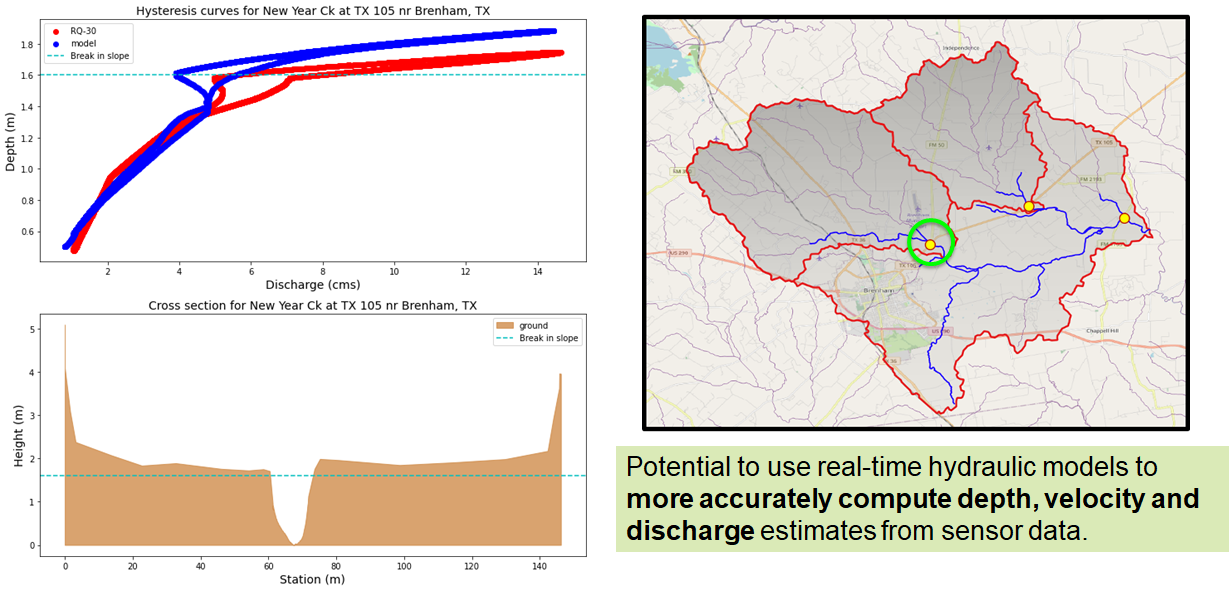 Hysteresis curves for New Year Ck at TX 105 nr Brenham, TX
RQ-30
model
Break in slope
Depth (m)
1.8
1.6
1.4
1.2
1.0
0.8
0.6
2 4 6 8 10 12 14
Discharge (cms)
Cross section for New Year Ck at TX 105 nr Brenham, TX
ground
Break in slope
Height (m)
5
4
3
2
1
0
0 20 40 60 80 100 120 140
Station (m)
Independence
FM 50
TX 105
FM 2193
TX 36
US 290
Brenham
Chappell Hill
Potential to use real-time hydraulic models to
more accurately compute depth, velocity and
discharge estimates from sensor data.